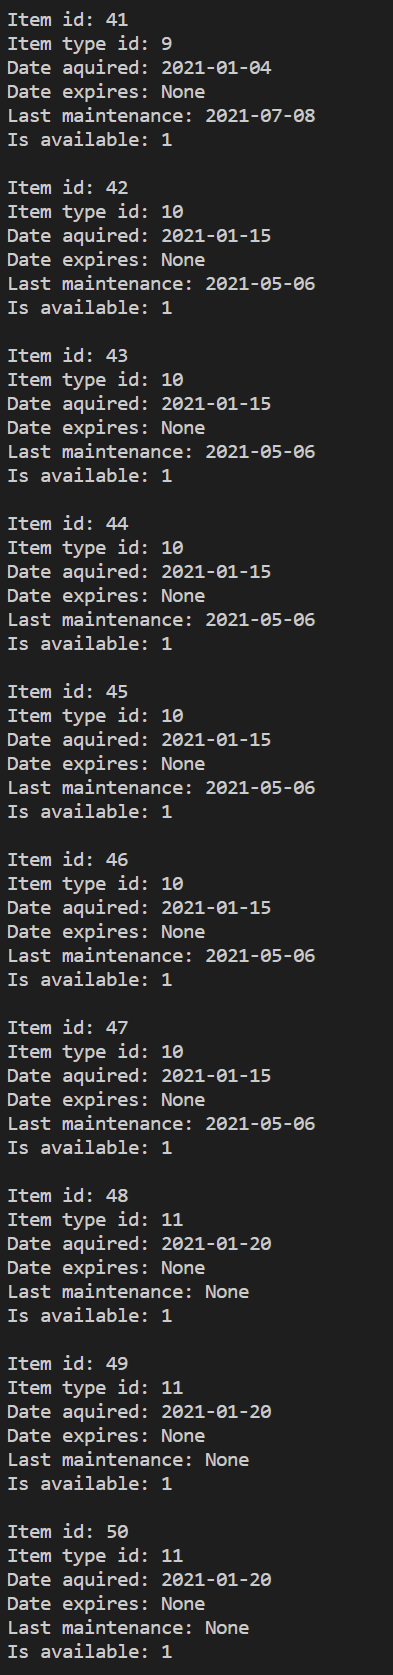 Item id: 41
Item type id: 9
Date aquired: 2021-01-04
Date expires: None
Last maintenance: 2021-07-08
Is available: 1

Item id: 42
Item type id: 10
Date aquired: 2021-01-15
Date expires: None
Last maintenance: 2021-05-06
Is available: 1

Item id: 43
Item type id: 10
Date aquired: 2021-01-15
Date expires: None
Last maintenance: 2021-05-06
Is available: 1

Item id: 44
Item type id: 10
Date aquired: 2021-01-15
Date expires: None
Last maintenance: 2021-05-06
Is available: 1

Item id: 45
Item type id: 10
Date aquired: 2021-01-15
Date expires: None
Last maintenance: 2021-05-06
Is available: 1

Item id: 46
Item type id: 10
Date aquired: 2021-01-15
Date expires: None
Last maintenance: 2021-05-06
Is available: 1

Item id: 47
Item type id: 10
Date aquired: 2021-01-15
Date expires: None
Last maintenance: 2021-05-06
Is available: 1

Item id: 48
Item type id: 11
Date aquired: 2021-01-20
Date expires: None
Last maintenance: None
Is available: 1

Item id: 49
Item type id: 11
Date aquired: 2021-01-20
Date expires: None
Last maintenance: None
Is available: 1

Item id: 50
Item type id: 11
Date aquired: 2021-01-20
Date expires: None
Last maintenance: None
Is available: 1